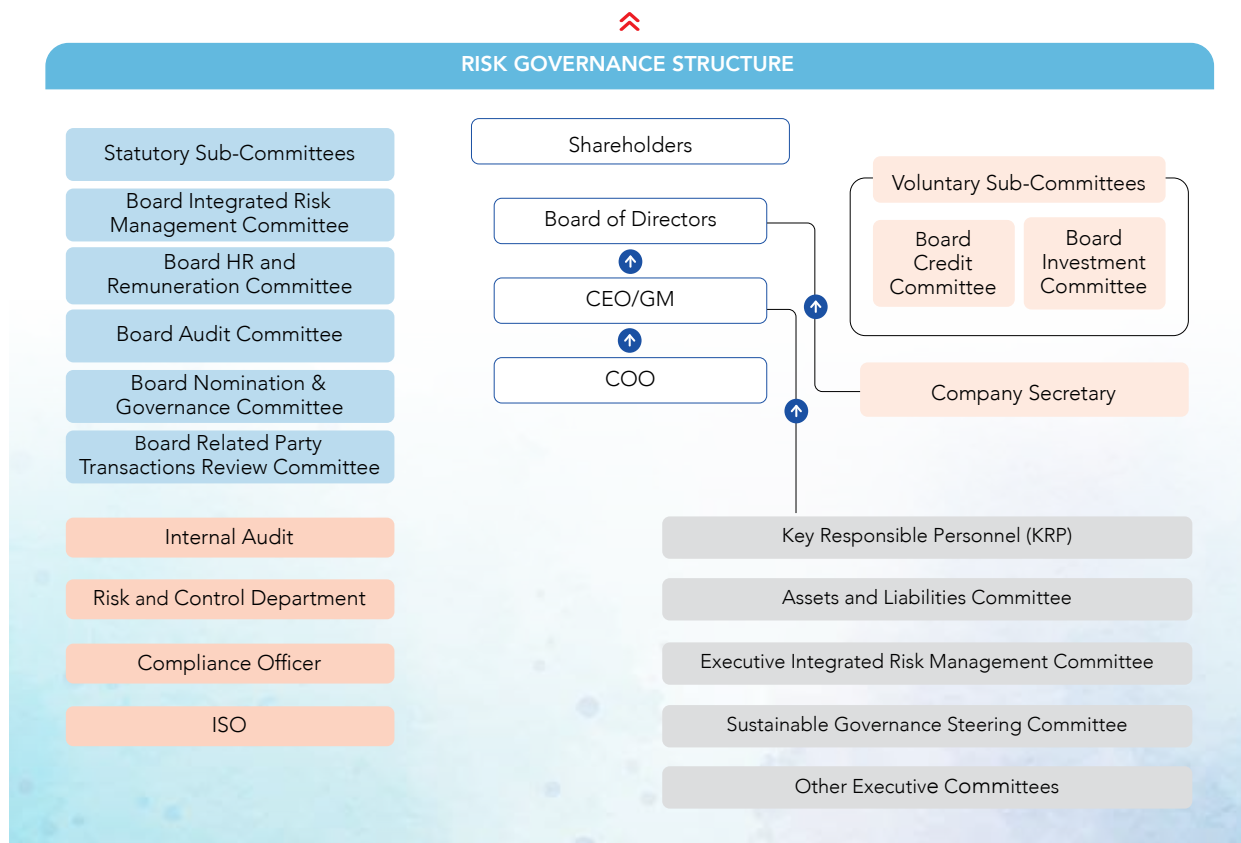 RISK GOVERNANCE STRUCTURE
Statutory Sub-Committees
Board Integrated Risk
Management Committee
Board HR and
Remuneration Committee
Board Audit Committee
Board Nomination &
Governance Committee
Board Related Party
Transactions Review Committee
Internal Audit
Risk and Control Department
Compliance Officer
ISO
Shareholders
Board of Directors
CEO/GM
COO
Voluntary Sub-Committees
Board
Credit
Committee
Board
Investment
Committee
Company Secretary
Key Responsible Personnel (KRP)
Assets and Liabilities Committee
Executive Integrated Risk Management Committee
Sustainable Governance Steering Committee
Other Executive Committees